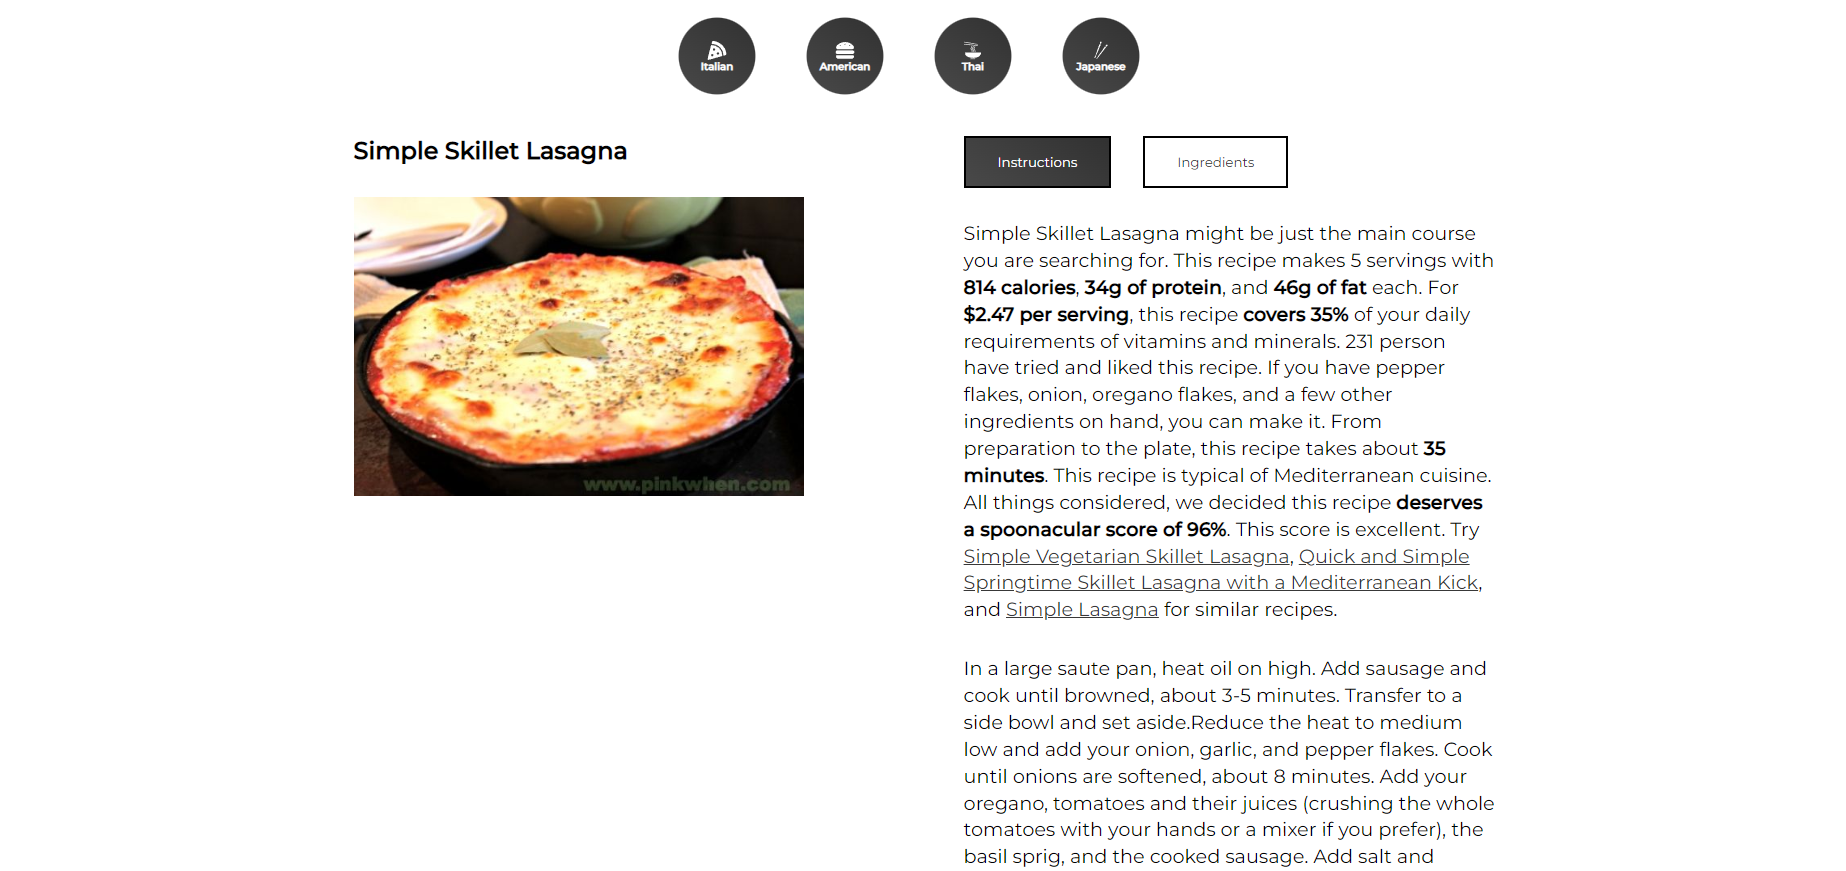 Italian
American
Thai
Japanese
Simple Skillet Lasagna
www.pinkwhen.com
Instructions
Ingredients
Simple Skillet Lasagna might be just the main course
you are searching for. This recipe makes 5 servings with
814 calories, 34g of protein, and 46g of fat each. For
$2.47 per serving, this recipe covers 35% of your daily
requirements of vitamins and minerals. 231 person
have tried and liked this recipe. If you have pepper
flakes, onion, oregano flakes, and a few other
ingredients on hand, you can make it. From
preparation to the plate, this recipe takes about 35
minutes. This recipe is typical of Mediterranean cuisine.
All things considered, we decided this recipe deserves
a spoonacular score of 96%. This score is excellent. Try
Simple Vegetarian Skillet Lasagna, Quick and Simple
Springtime Skillet Lasagna with a Mediterranean Kick,
and Simple Lasagna for similar recipes.
In a large saute pan, heat oil on high. Add sausage and
cook until browned, about 3-5 minutes. Transfer to a
side bowl and set aside.Reduce the heat to medium
low and add your onion, garlic, and pepper flakes. Cook
until onions are softened, about 8 minutes. Add your
oregano, tomatoes and their juices (crushing the whole
tomatoes with your hands or a mixer if you prefer), the
basil sprig, and the cooked sausage. Add salt and